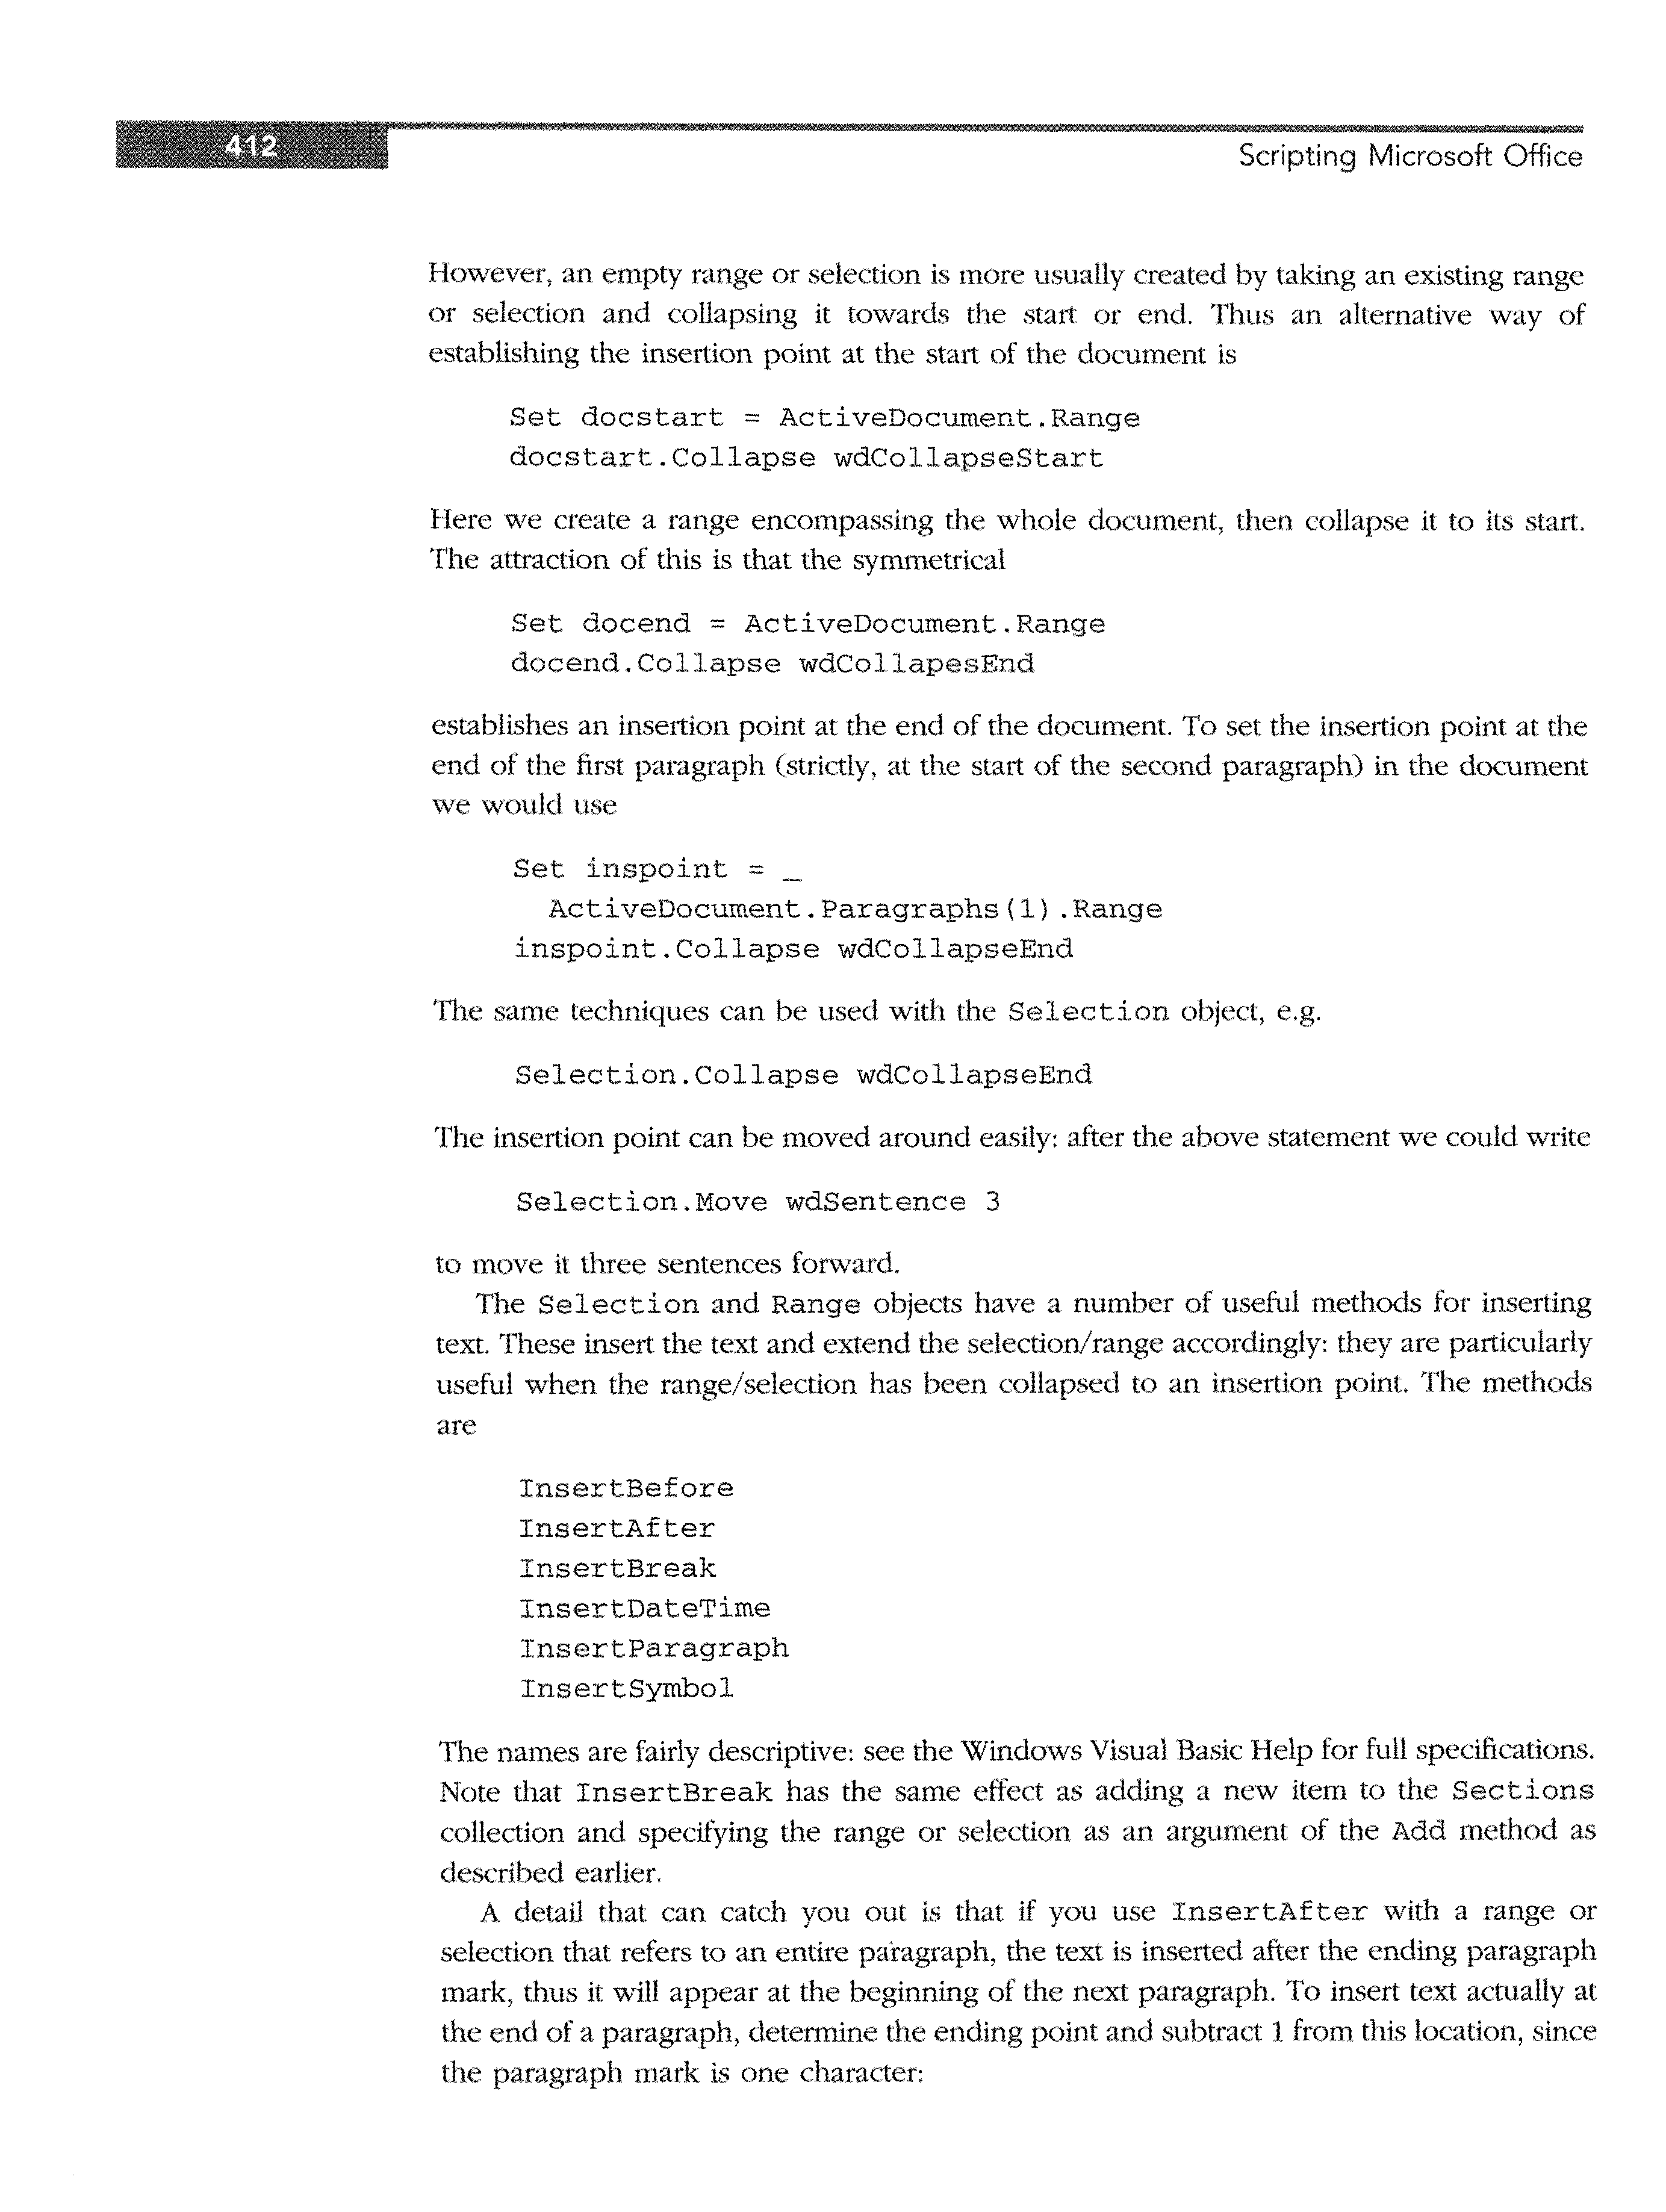 412
Scripting Microsoft Office
However, an empty range or selection is more usually created by taking an existing range
or selection and collapsing it towards the start or end. Thus an alternative way of
establishing the insertion point at the start of the document is
Set docstart = ActiveDocument.Range
docstart.Collapse wdCollapseStart
Here we create a range encompassing the whole document, then collapse it to its start.
The attraction of this is that the symmetrical
Set docend = ActiveDocument.Range
docend.Collapse wdCollapesEnd
establishes an insertion point at the end of the document. To set the insertion point at the
end of the first paragraph (strictly, at the start of the second paragraph) in the document
we would use
Set inspoint = _
ActiveDocument.Paragraphs(1).Range
inspoint.Collapse wdCollapseEnd
The same techniques can be used with the Selection object, e.g.
Selection.Collapse wdCollapseEnd
The insertion point can be moved around easily: after the above statement we could write
Selection.Move wdSentence 3
to move it three sentences forward.
The Selection and Range objects have a number of useful methods for inserting
text. These insert the text and extend the selection/range accordingly: they are particularly
useful when the range/selection has been collapsed to an insertion point. The methods
are
InsertBefore
InsertAfter
InsertBreak
InsertDateTime
InsertParagraph
InsertSymbol
The names are fairly descriptive: see the Windows Visual Basic Help for full specifications.
Note that InsertBreak has the same effect as adding a new item to the Sections
collection and specifying the range or selection as an argument of the Add method as
described earlier.
A detail that can catch you out is that if you use InsertAfter with a range or
selection that refers to an entire paragraph, the text is inserted after the ending paragraph
mark, thus it will appear at the beginning of the next paragraph. To insert text actually at
the end of a paragraph, determine the ending point and subtract 1 from this location, since
the paragraph mark is one character: